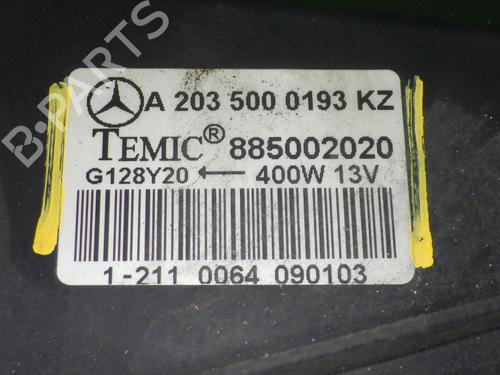 A 203 500 0193 KZ
TEMIC® 885002020
G128Y20 ← 400W 13V
1-211 0064 090103
B-PARTS